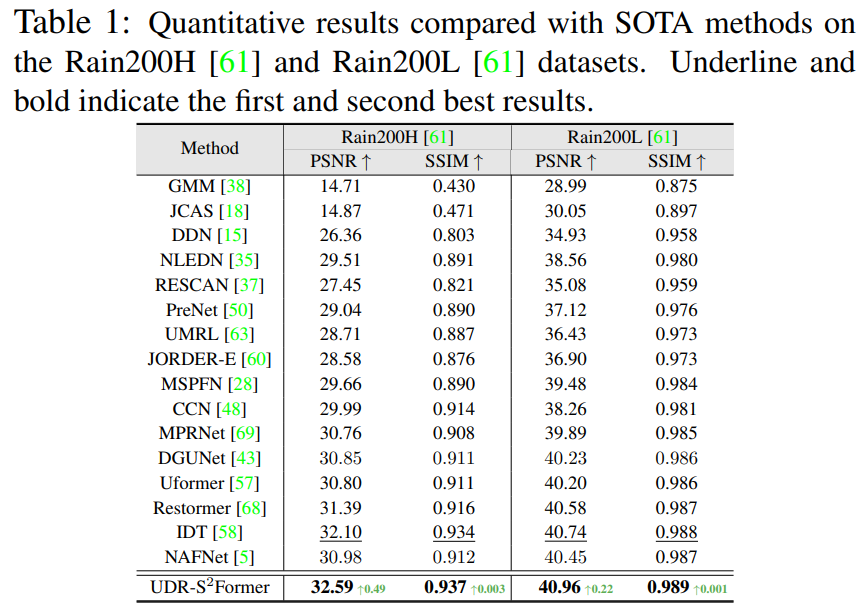 Table 1: Quantitative results compared with SOTA methods on
the Rain200H [61] and Rain200L [61] datasets. Underline and
bold indicate the first and second best results.
Method Rain200H [61] Rain200L [61]
PSNR ↑ SSIM ↑ PSNR ↑ SSIM ↑
GMM [38] 14.71 0.430 28.99 0.875
JCAS [18] 14.87 0.471 30.05 0.897
DDN [15] 26.36 0.803 34.93 0.958
NLEDN [35] 29.51 0.891 38.56 0.980
RESCAN [37] 27.45 0.821 35.08 0.959
PreNet [50] 29.04 0.890 37.12 0.976
UMRL [63] 28.71 0.887 36.43 0.973
JORDER-E [60] 28.58 0.876 36.90 0.973
MSPFN [28] 29.66 0.890 39.48 0.984
CCN [48] 29.99 0.914 38.26 0.981
MPRNet [69] 30.76 0.908 39.89 0.985
DGUNet [43] 30.85 0.911 40.23 0.986
Uformer [57] 30.80 0.911 40.20 0.986
Restormer [68] 31.39 0.916 40.58 0.987
IDT [58] 32.10 0.934 40.74 0.988
NAFNet [5] 30.98 0.912 40.45 0.987
UDR-S²Former 32.59 ↑0.49 0.937 ↑0.003 40.96 ↑0.22 0.989 ↑0.001